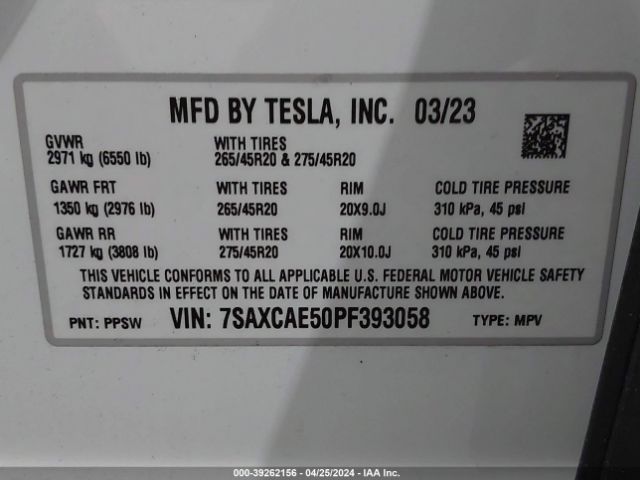 MFD BY TESLA, INC. 03/23
GVWR WITH TIRES
2971 kg (6550 lb) 265/45R20 & 275/45R20
GAWR FRT WITH TIRES RIM COLD TIRE PRESSURE
1350 kg (2976 lb) 265/45R20 20X9.0J 310 kPa, 45 psi
GAWR RR WITH TIRES RIM COLD TIRE PRESSURE
1727 kg (3808 lb) 275/45R20 20X10.0J 310 kPa, 45 psi
THIS VEHICLE CONFORMS TO ALL APPLICABLE U.S. FEDERAL MOTOR VEHICLE SAFETY
STANDARDS IN EFFECT ON THE DATE OF MANUFACTURE SHOWN ABOVE.
PNT: PPSW VIN: 7SAXCAE50PF393058 TYPE: MPV
000-39262156 - 04/25/2024 - IAA Inc.